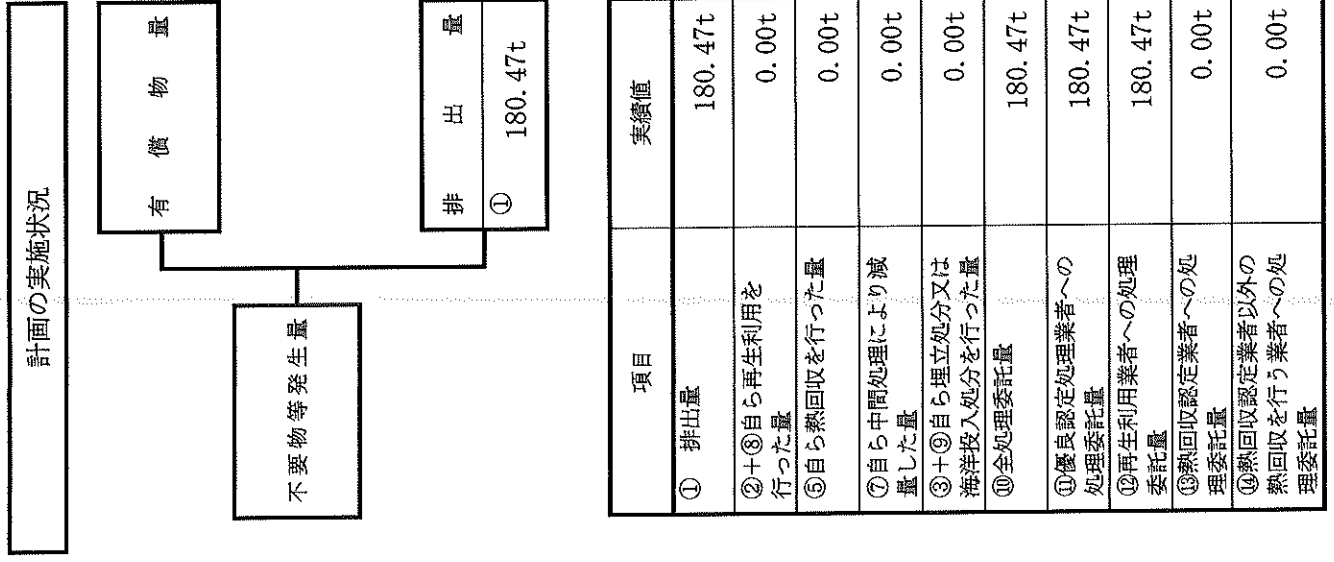 計画の実施状況
有償物量
不要物等発生量
排出量
① 180.47t
項目 実績値
① 排出量 180.47t
②+⑧自ら再生利用を
行った量 0.00t
⑤自ら熱回収を行った量 0.00t
⑦自ら中間処理により減
量した量 0.00t
③+⑨自ら埋立処分又は
海洋投入処分を行った量 0.00t
⑩全処理委託量 180.47t
⑪優良認定処理業者への
処理委託量 180.47t
⑫再生利用業者への処理
委託量 180.47t
⑬熱回収認定業者への処
理委託量 0.00t
⑭熱回収認定業者以外の
熱回収を行う業者への処
理委託量 0.00t